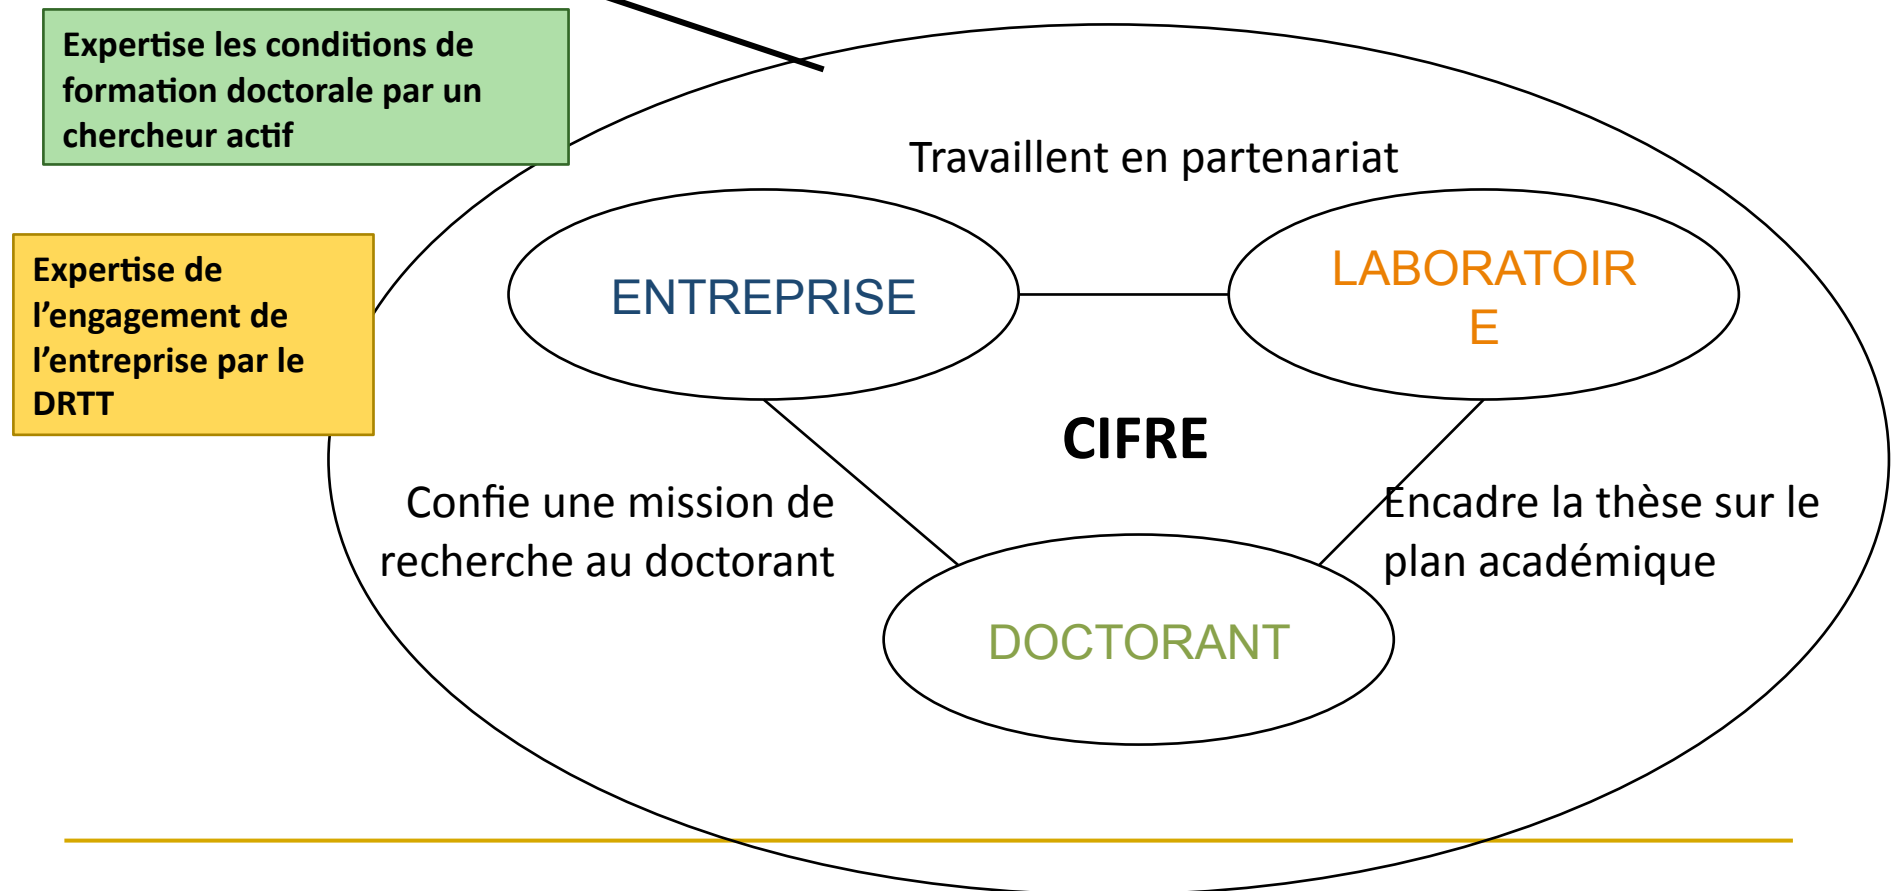 Expertise les conditions de
formation doctorale par un
chercheur actif
Travaillent en partenariat
Expertise de
l’engagement de
l’entreprise par le
DRTT
ENTREPRISE
LABORATOIR
E
CIFRE
Confie une mission de
recherche au doctorant
Encadre la thèse sur le
plan académique
DOCTORANT